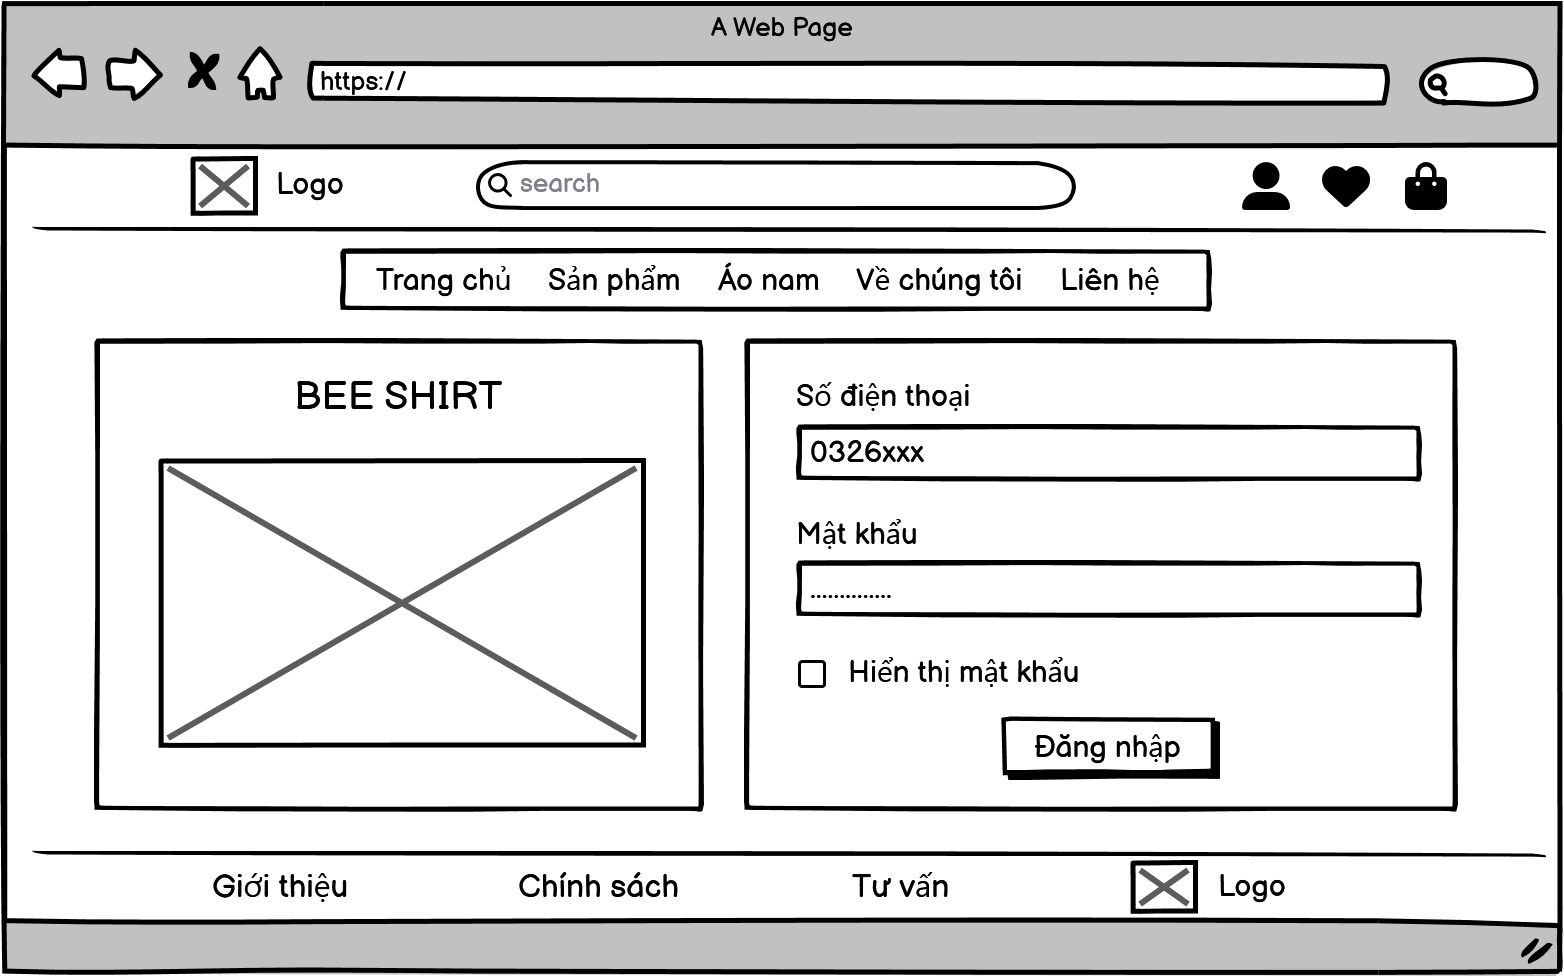 A Web Page
https://
Logo
search
Trang chủ Sản phẩm Áo nam Về chúng tôi Liên hệ
BEE SHIRT
Số điện thoại
0326xxx
Mật khẩu
..............
Hiển thị mật khẩu
Đăng nhập
Giới thiệu Chính sách Tư vấn Logo